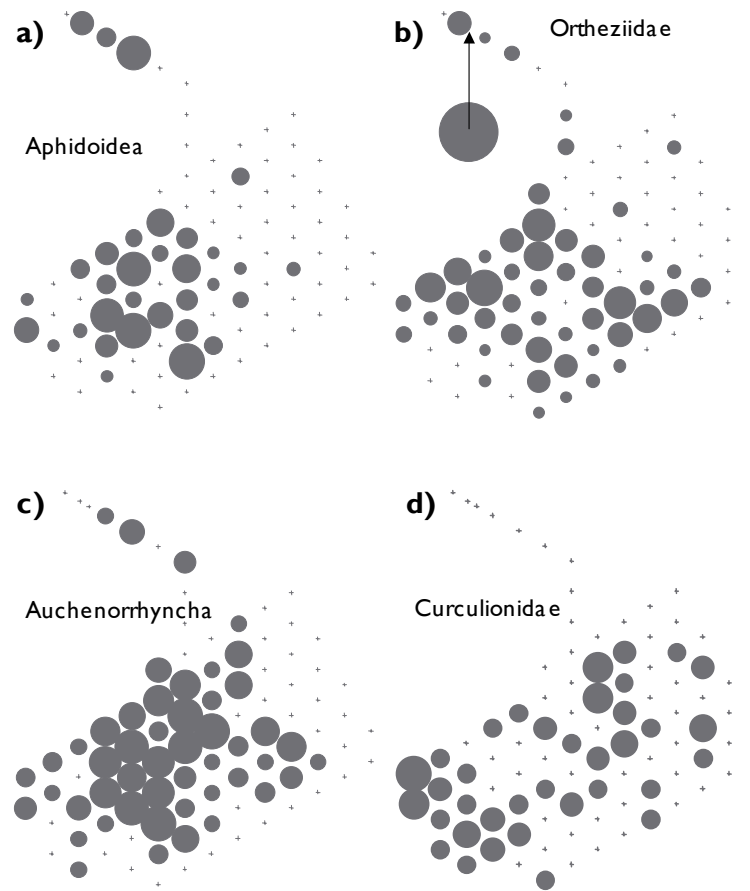 a)
b)
Ortheziidae
Aphidoidea
c)
d)
Auchenorrhyncha
Curculionidae